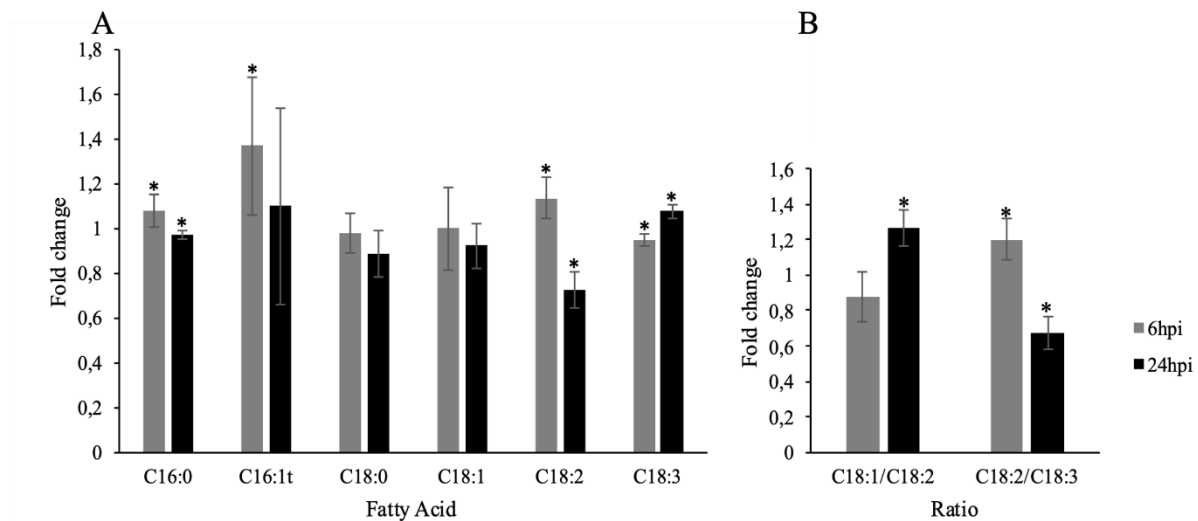 A
Fold change
1,8
1,6
1,4
1,2
1
0,8
0,6
0,4
0,2
0
* * * * * * *
C16:0 C16:1t C18:0 C18:1 C18:2 C18:3
Fatty Acid
B
Fold change
1,6
1,4
1,2
1
0,8
0,6
0,4
0,2
0
* * *
C18:1/C18:2 C18:2/C18:3
Ratio
6hpi
24hpi